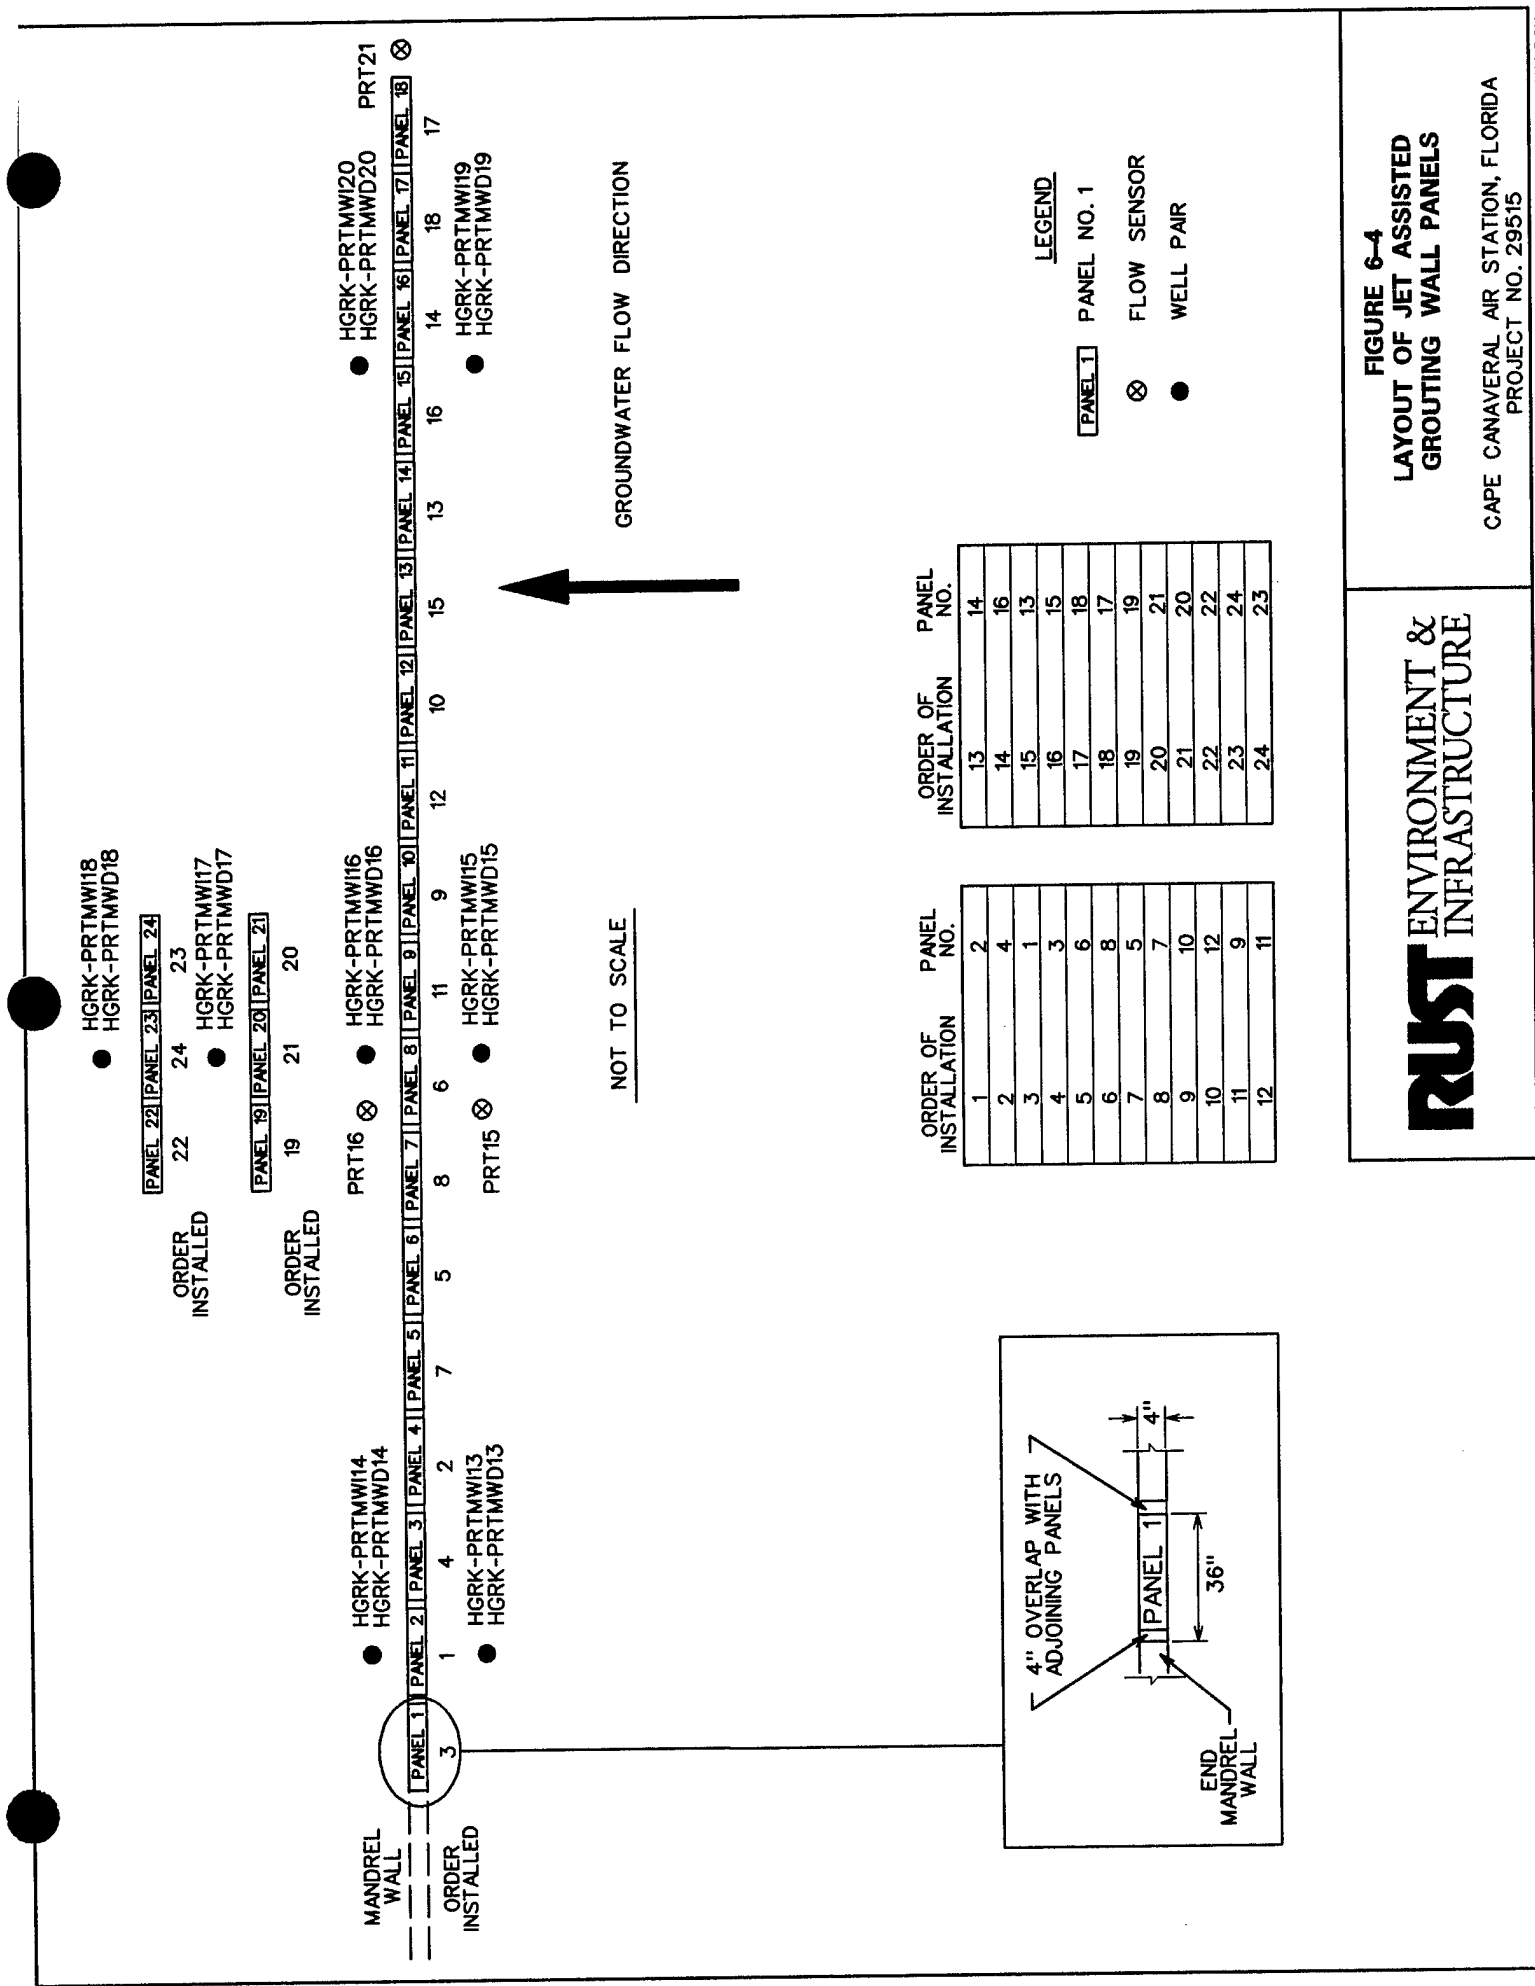 HGRK-PRTMWI18
HGRK-PRTMWD18
PANEL 22 PANEL 23 PANEL 24
ORDER
INSTALLED
22 24 23
HGRK-PRTMWI17
HGRK-PRTMWD17
PANEL 19 PANEL 20 PANEL 21
ORDER
INSTALLED
19 21 20
MANDREL
WALL
HGRK-PRTMWI14
HGRK-PRTMWD14
PRT16
HGRK-PRTMWI16
HGRK-PRTMWD16
HGRK-PRTMWI20
HGRK-PRTMWD20
PRT21
PANEL 1 PANEL 2 PANEL 3 PANEL 4 PANEL 5 PANEL 6 PANEL 7 PANEL 8 PANEL 9 PANEL 10 PANEL 11 PANEL 12 PANEL 13 PANEL 14 PANEL 15 PANEL 16 PANEL 17 PANEL 18
ORDER
INSTALLED
3 1 4 2 7 5 8 6 11 9 12 10 15 13 16 14 18 17
HGRK-PRTMWI13
HGRK-PRTMWD13
PRT15
HGRK-PRTMWI15
HGRK-PRTMWD15
HGRK-PRTMWI19
HGRK-PRTMWD19
NOT TO SCALE
GROUNDWATER FLOW DIRECTION
4" OVERLAP WITH
ADJOINING PANELS
PANEL 1
4"
36"
END
MANDREL
WALL
ORDER OF
INSTALLATION
PANEL
NO.
1 2
2 4
3 1
4 3
5 6
6 8
7 5
8 7
9 10
10 12
11 9
12 11
ORDER OF
INSTALLATION
PANEL
NO.
13 14
14 16
15 13
16 15
17 18
18 17
19 19
20 21
21 20
22 22
23 24
24 23
LEGEND
PANEL 1 PANEL NO. 1
FLOW SENSOR
WELL PAIR
RUST ENVIRONMENT &
INFRASTRUCTURE
FIGURE 6-4
LAYOUT OF JET ASSISTED
GROUTING WALL PANELS
CAPE CANAVERAL AIR STATION, FLORIDA
PROJECT NO. 29515